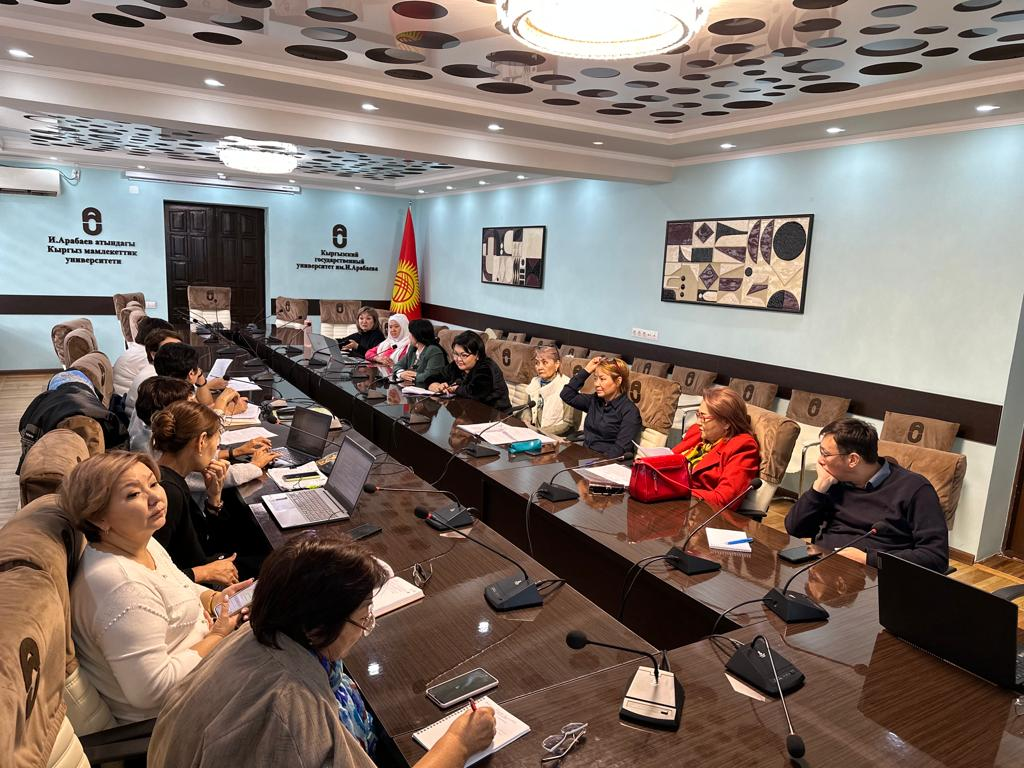 И.Арабаев атындагы
Кыргыз мамлекеттик
университети
Кыргызский
государственный
университет им.И.Арабаева